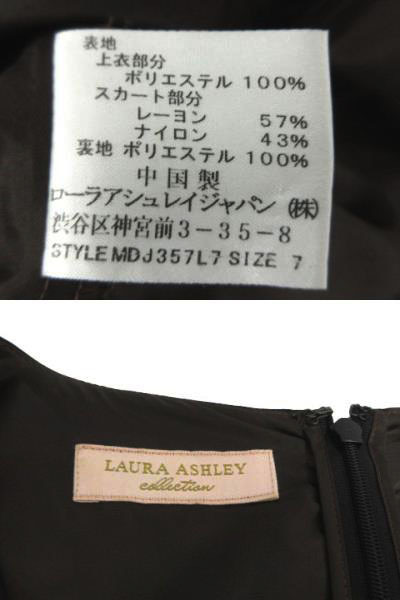 表地
上衣部分
ポリエステル 100%
スカート部分
レーヨン 57%
ナイロン 43%
裏地 ポリエステル 100%
中国製
ローラアシュレイジャパン ㈱
渋谷区神宮前3-35-8
STYLE MDJ357L7 SIZE 7
LAURA ASHLEY
collection